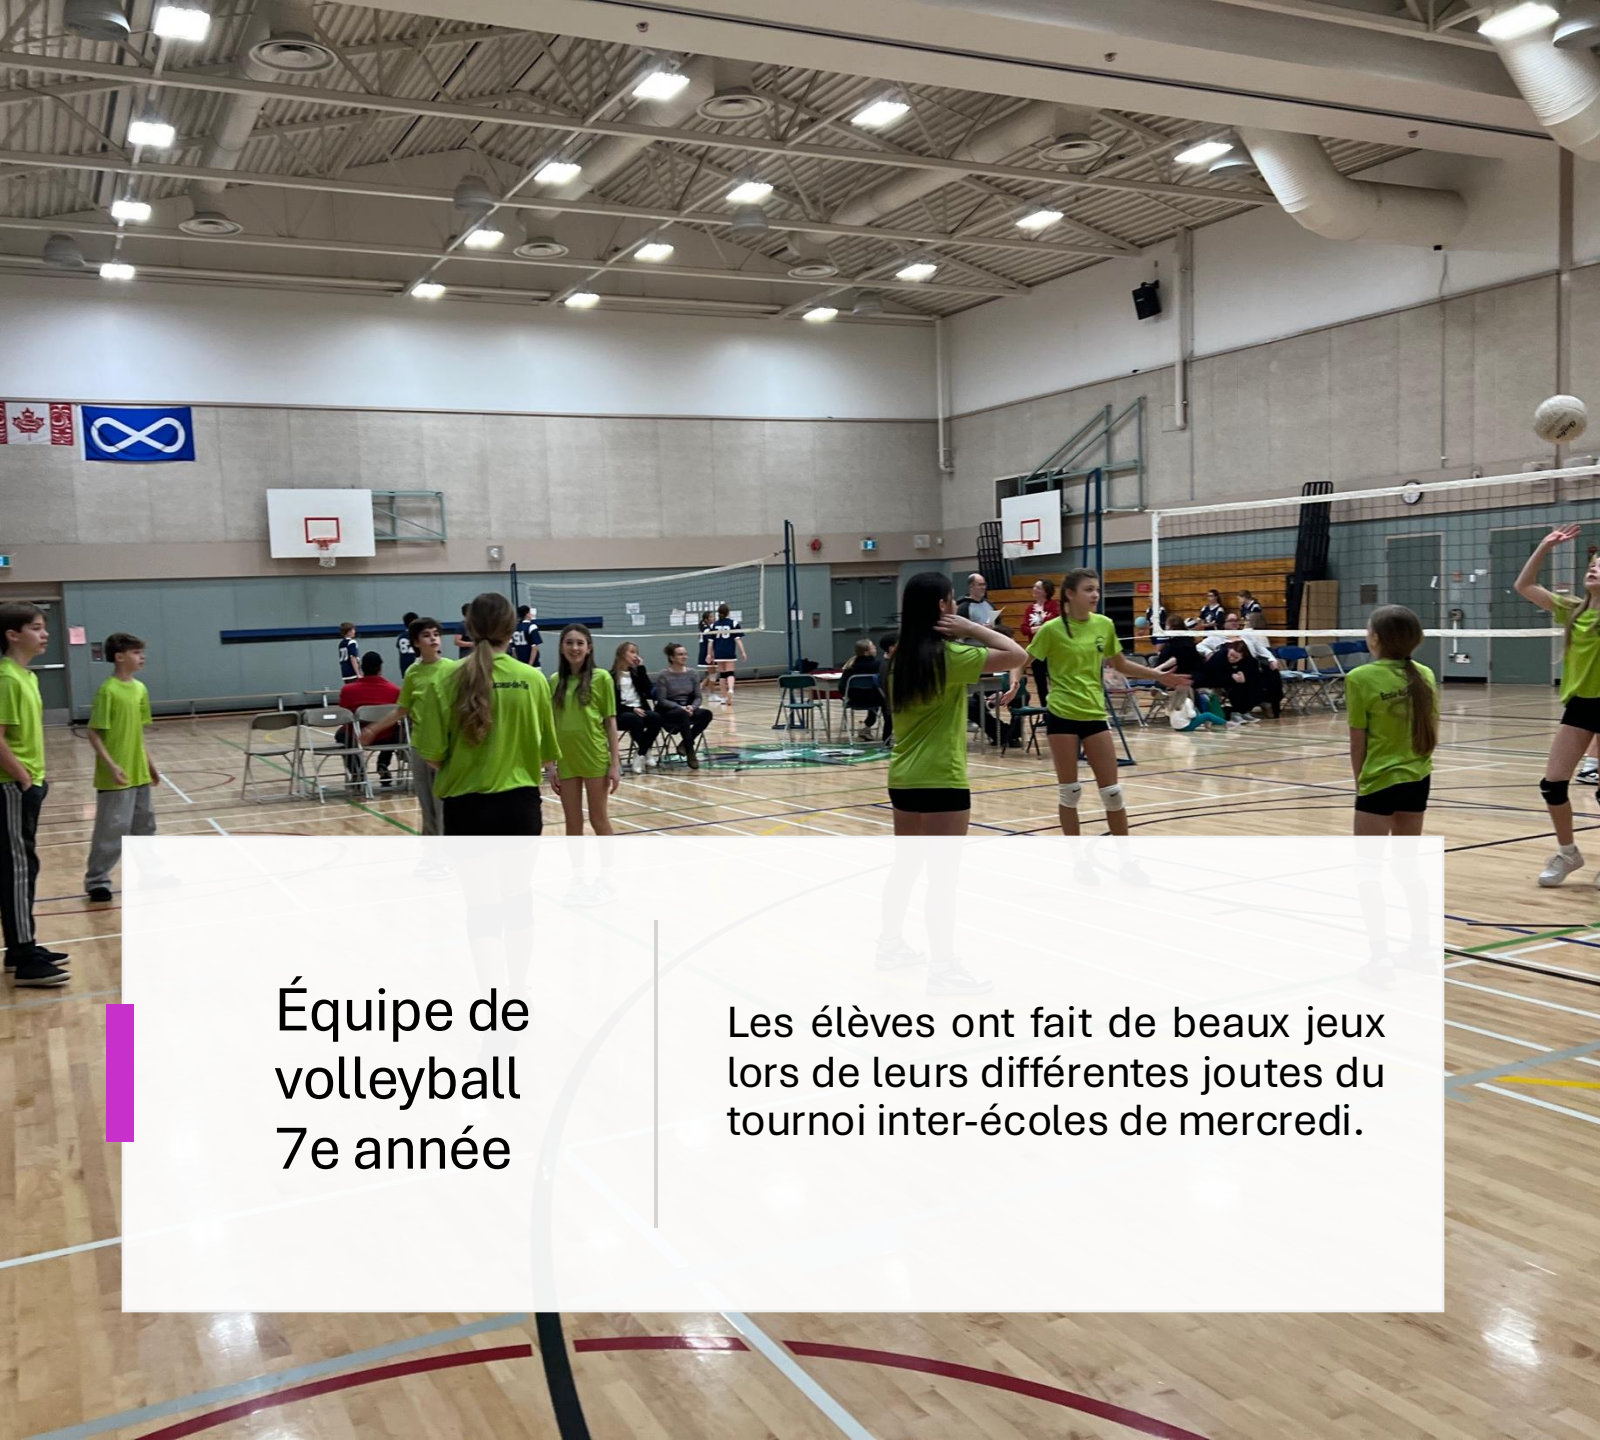 Équipe de
volleyball
7e année
Les élèves ont fait de beaux jeux
lors de leurs différentes joutes du
tournoi inter-écoles de mercredi.